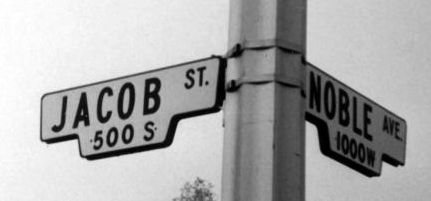 JACOB ST.
500 S
NOBLE AVE.
1000W